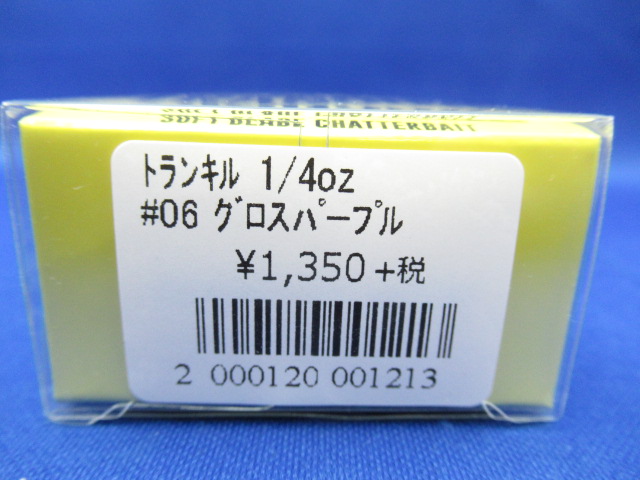 SOFT BLADE CHATTERBAIT
ﾄﾗﾝｷﾙ 1/4oz
#06 ｸﾞﾛｽﾊﾟｰﾌﾟﾙ
¥1,350+税
2 000120 001213